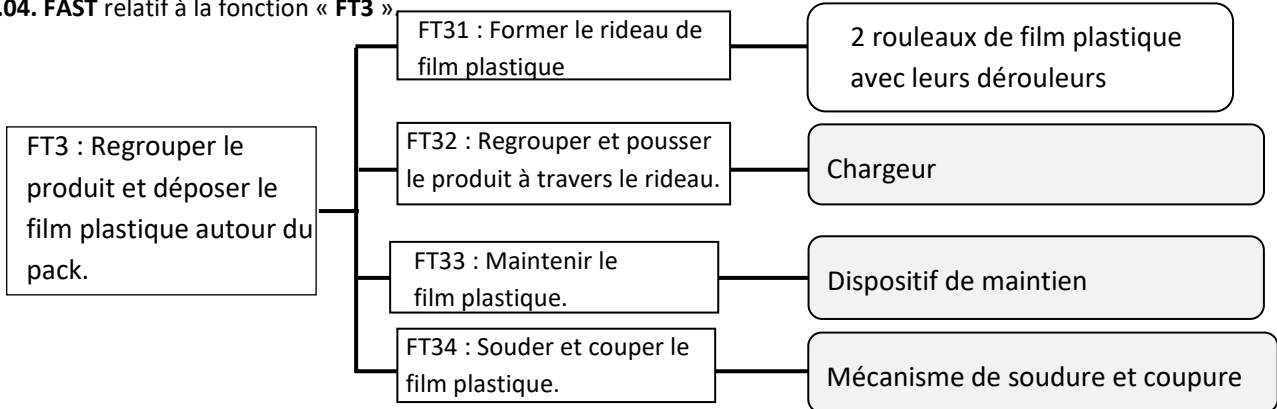 .04. FAST relatif à la fonction « FT3 ».
FT31 : Former le rideau de
film plastique
2 rouleaux de film plastique
avec leurs dérouleurs
FT3 : Regrouper le
produit et déposer le
film plastique autour du
pack.
FT32 : Regrouper et pousser
le produit à travers le rideau.
Chargeur
FT33 : Maintenir le
film plastique.
Dispositif de maintien
FT34 : Souder et couper le
film plastique.
Mécanisme de soudure et coupure